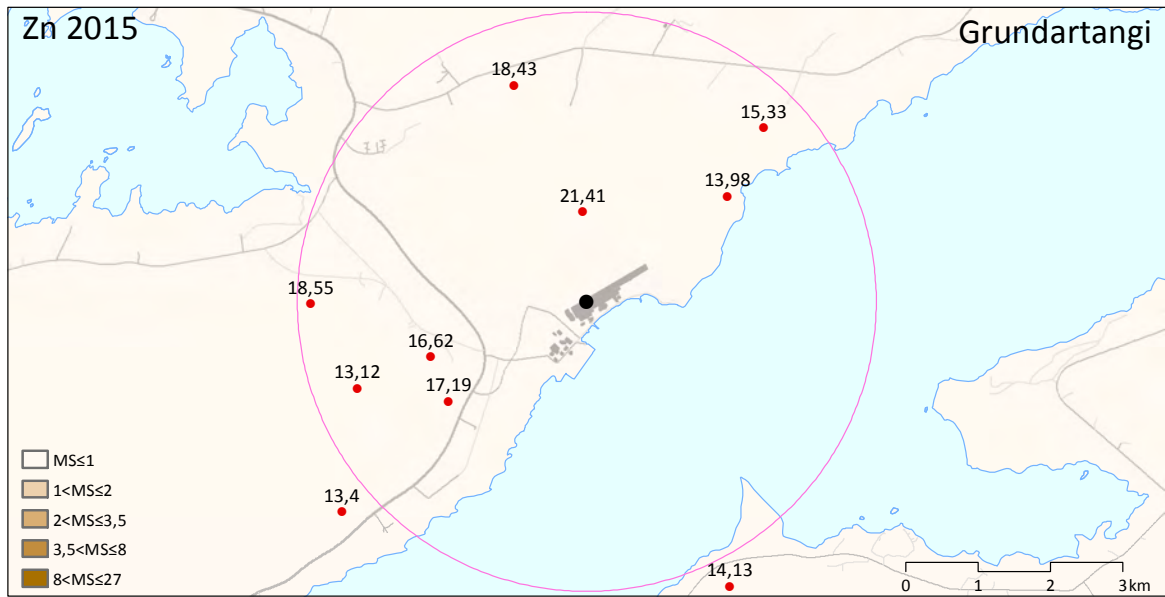 Zn 2015
Grundartangi
18,43
15,33
13,98
21,41
18,55
16,62
13,12
17,19
13,4
14,13
MS≤1
1<MS≤2
2<MS≤3,5
3,5<MS≤8
8<MS≤27
0 1 2 3 km